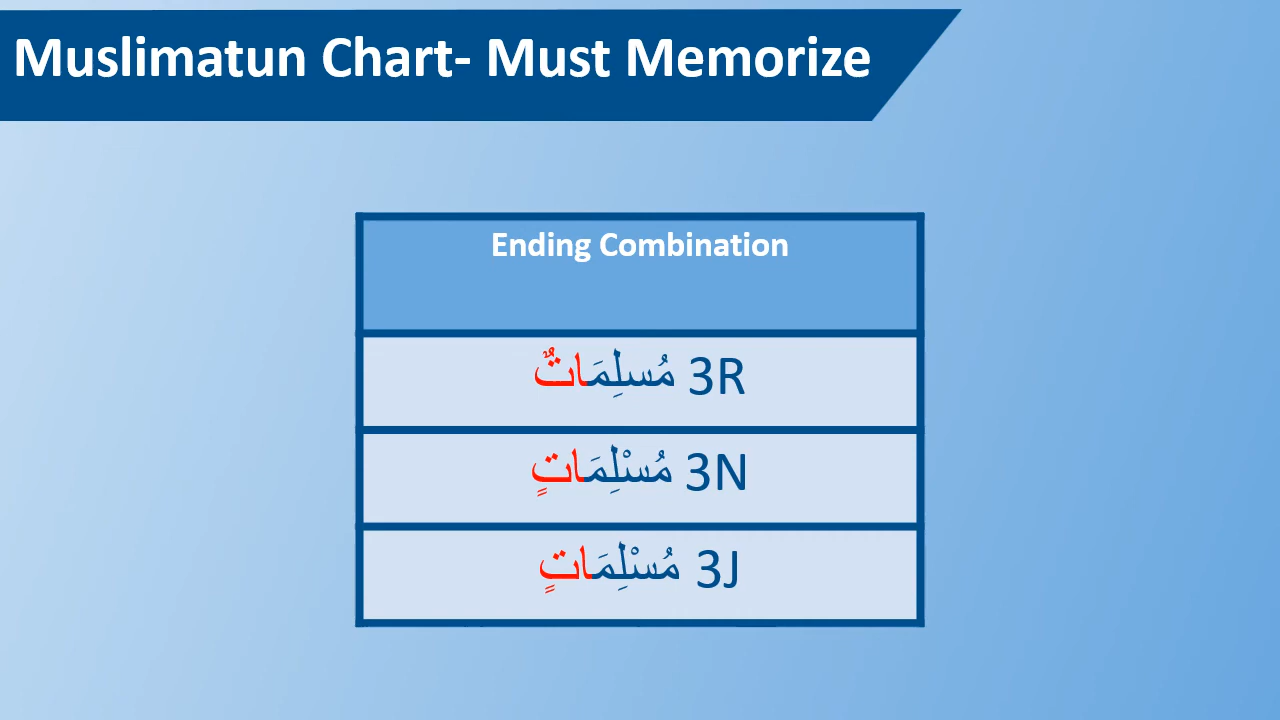 Muslimatun Chart- Must Memorize
Ending Combination
3R مُسلِمَاتٌ
3N مُسْلِمَاتٍ
3J مُسْلِمَاتٍ